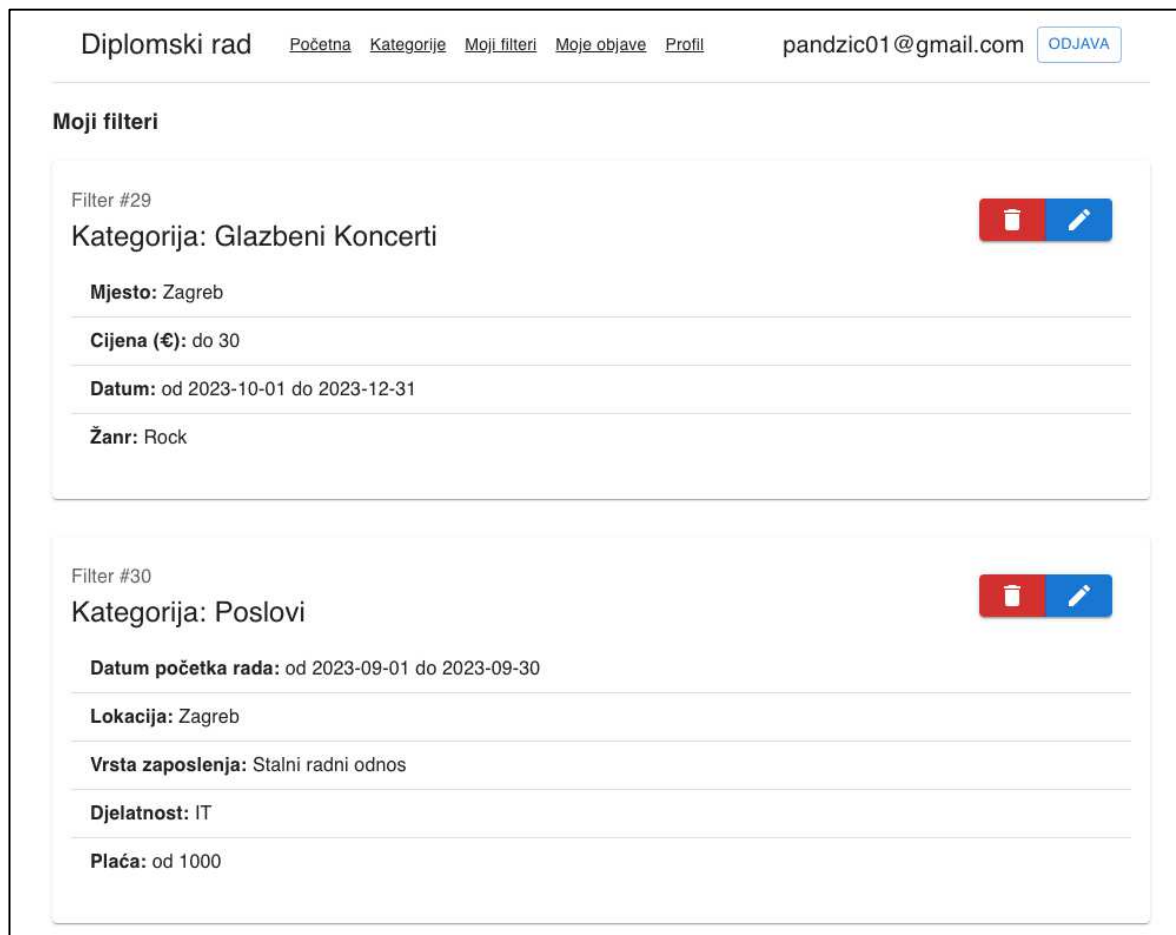 Diplomski rad Početna Kategorije Moji filteri Moje objave Profil pandzic01@gmail.com ODJAVA
Moji filteri
Filter #29
Kategorija: Glazbeni Koncerti
Mjesto: Zagreb
Cijena (€): do 30
Datum: od 2023-10-01 do 2023-12-31
Žanr: Rock
Filter #30
Kategorija: Poslovi
Datum početka rada: od 2023-09-01 do 2023-09-30
Lokacija: Zagreb
Vrsta zaposlenja: Stalni radni odnos
Djelatnost: IT
Plaća: od 1000